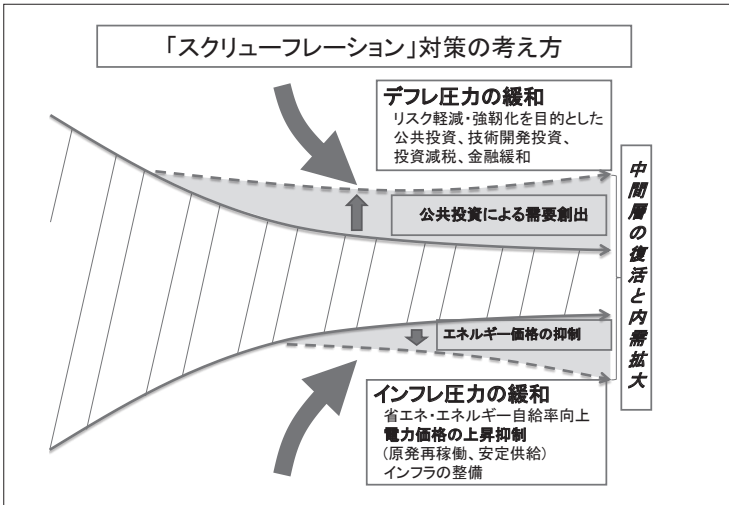 「スクリューフレーション」対策の考え方
デフレ圧力の緩和
リスク軽減・強靭化を目的とした
公共投資、技術開発投資、
投資減税、金融緩和
公共投資による需要創出
エネルギー価格の抑制
中間層の復活と内需拡大
インフレ圧力の緩和
省エネ・エネルギー自給率向上
電力価格の上昇抑制
(原発再稼働、安定供給)
インフラの整備